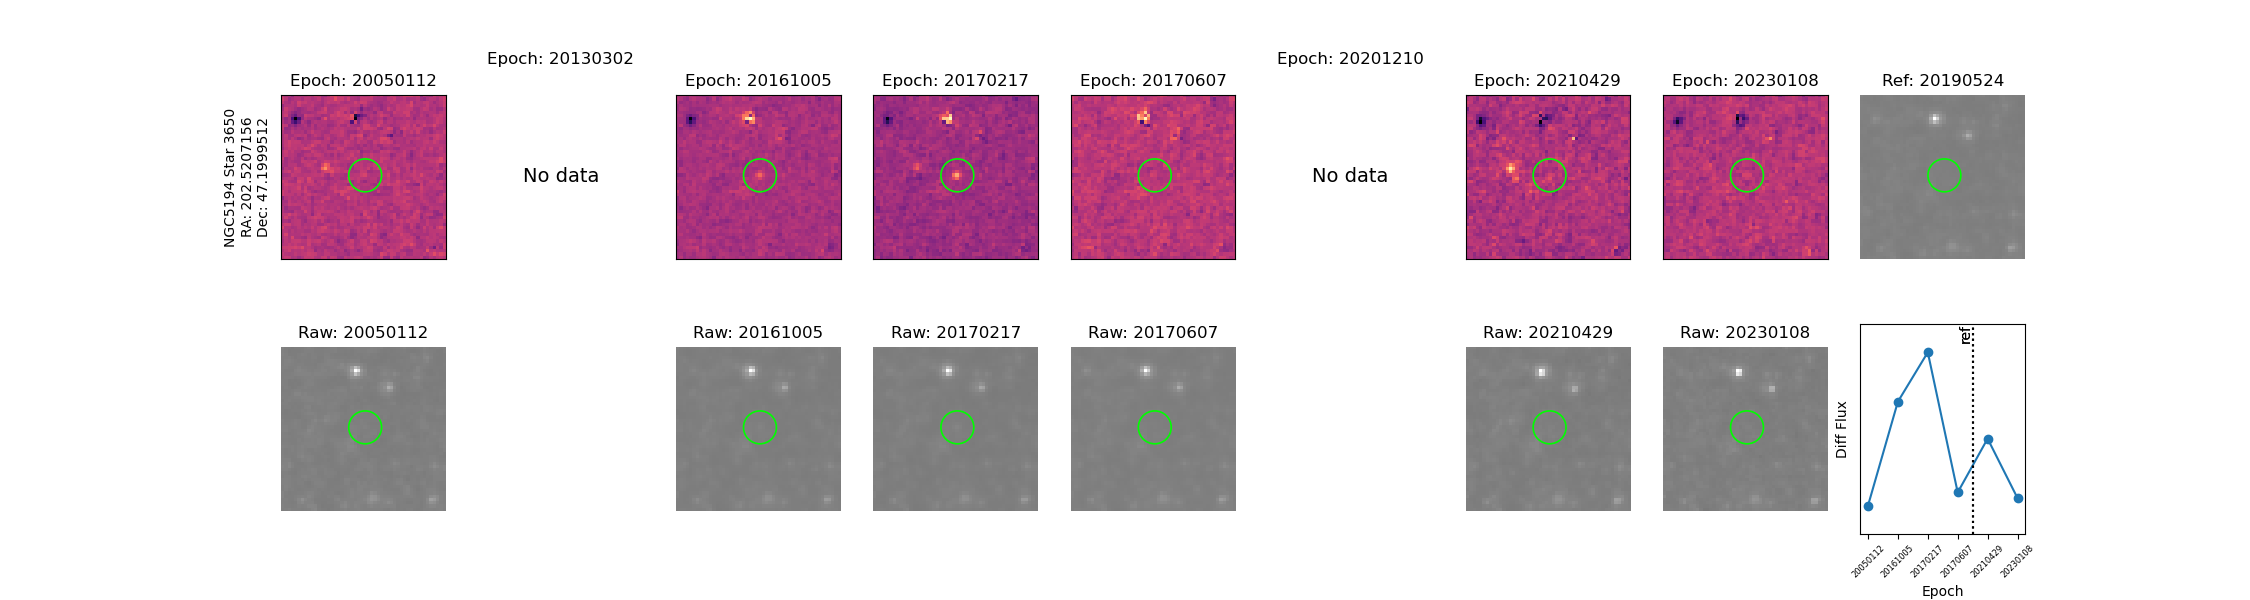 Epoch: 20130302
Epoch: 20201210
Epoch: 20050112
Epoch: 20161005
Epoch: 20170217
Epoch: 20170607
Epoch: 20210429
Epoch: 20230108
Ref: 20190524
NGC5194 Star 3650
RA: 202.5207156
Dec: 47.1999512
No data
No data
Raw: 20050112
Raw: 20161005
Raw: 20170217
Raw: 20170607
Raw: 20210429
Raw: 20230108
ref
Diff Flux
20050112
20161005
20170217
20170607
20210429
20230108
Epoch